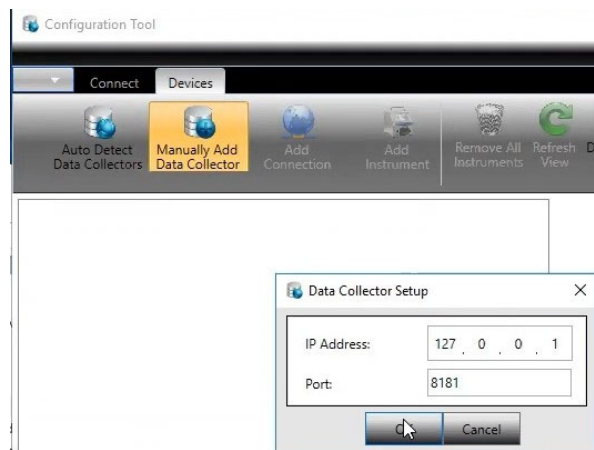 Configuration Tool
Connect Devices
Auto Detect Data Collectors
Manually Add Data Collector
Add Connection
Add Instrument
Remove All Instruments
Refresh View
Data Collector Setup
IP Address: 127 . 0 . 0 . 1
Port: 8181
Cancel